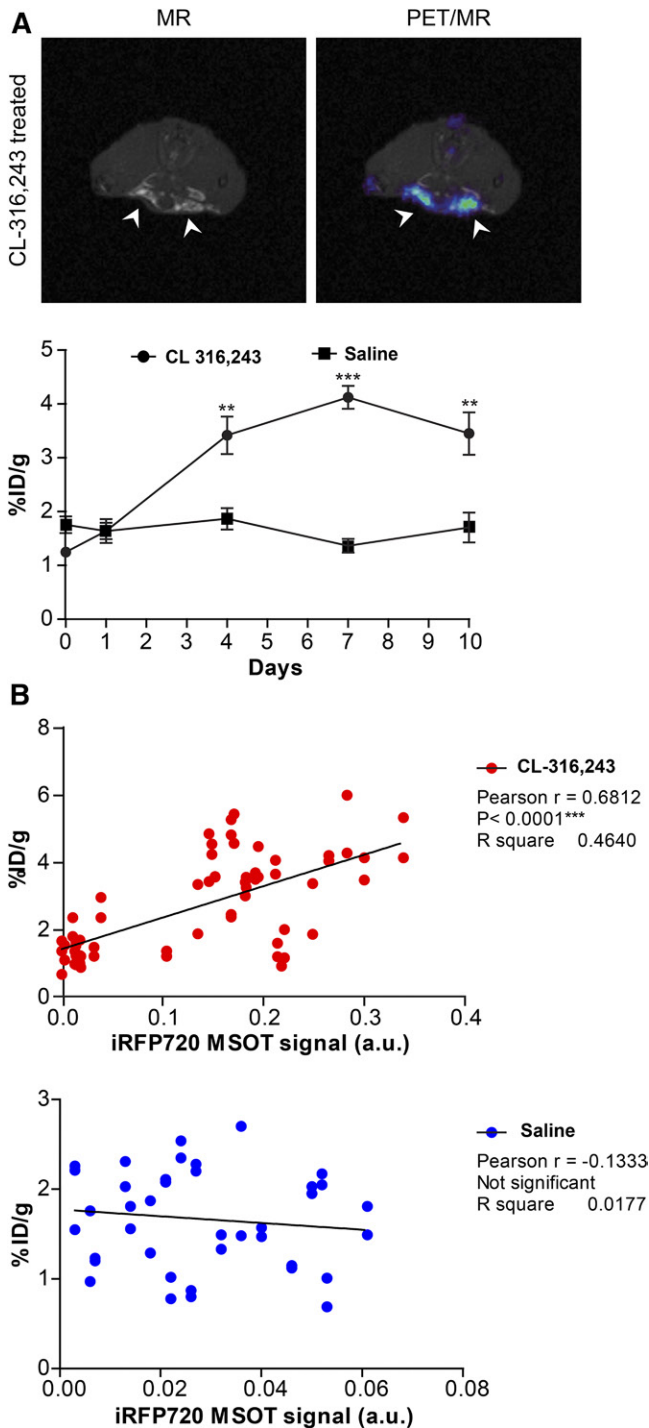 A
MR
PET/MR
CL-316,243 treated
CL 316,243
Saline
%ID/g
5
4
3
2
1
0
**
***
**
0 1 2 3 4 5 6 7 8 9 10
Days
B
%ID/g
8
6
4
2
0
0.0 0.1 0.2 0.3 0.4
iRFP720 MSOT signal (a.u.)
CL-316,243
Pearson r = 0.6812
P< 0.0001***
R square 0.4640
%ID/g
3
2
1
0
0.00 0.02 0.04 0.06 0.08
iRFP720 MSOT signal (a.u.)
Saline
Pearson r = -0.1333
Not significant
R square 0.0177